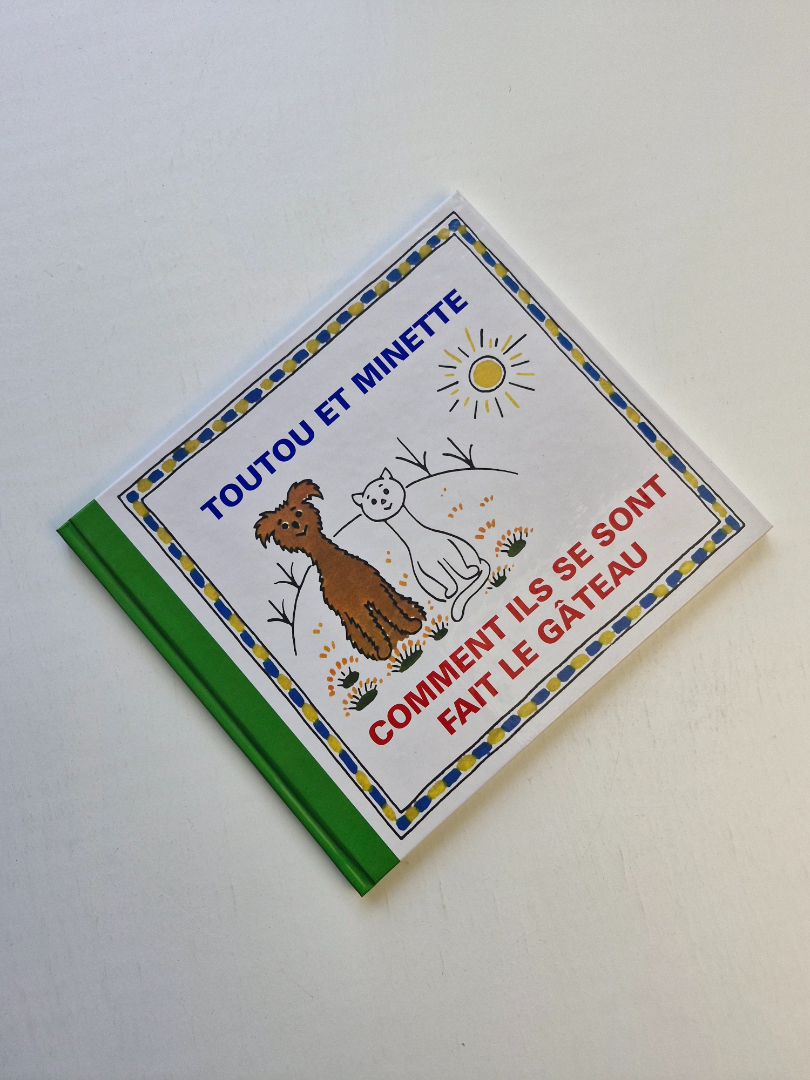 TOUTOU ET MINETTE
COMMENT ILS SE SONT
FAIT LE GÂTEAU